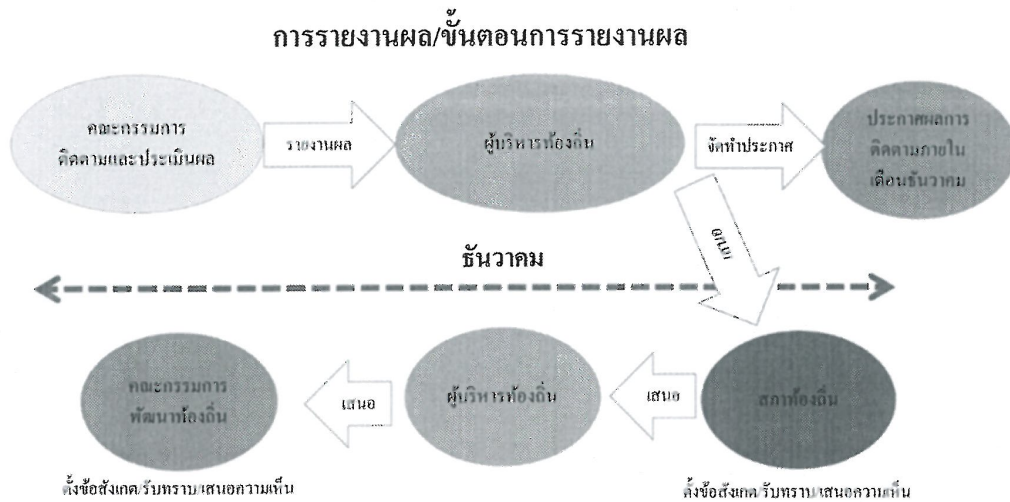 การรายงานผล/ขั้นตอนการรายงานผล
คณะกรรมการ
ติดตามและประเมินผล
รายงานผล
ผู้บริหารท้องถิ่น
จัดทำประกาศ
ประกาศผลการ
ติดตามภายใน
เดือนธันวาคม
เสนอ
ธันวาคม
คณะกรรมการ
พัฒนาท้องถิ่น
เสนอ
ผู้บริหารท้องถิ่น
เสนอ
สภาท้องถิ่น
ตั้งข้อสังเกต/รับทราบ/เสนอความเห็น
ตั้งข้อสังเกต/รับทราบ/เสนอความเห็น